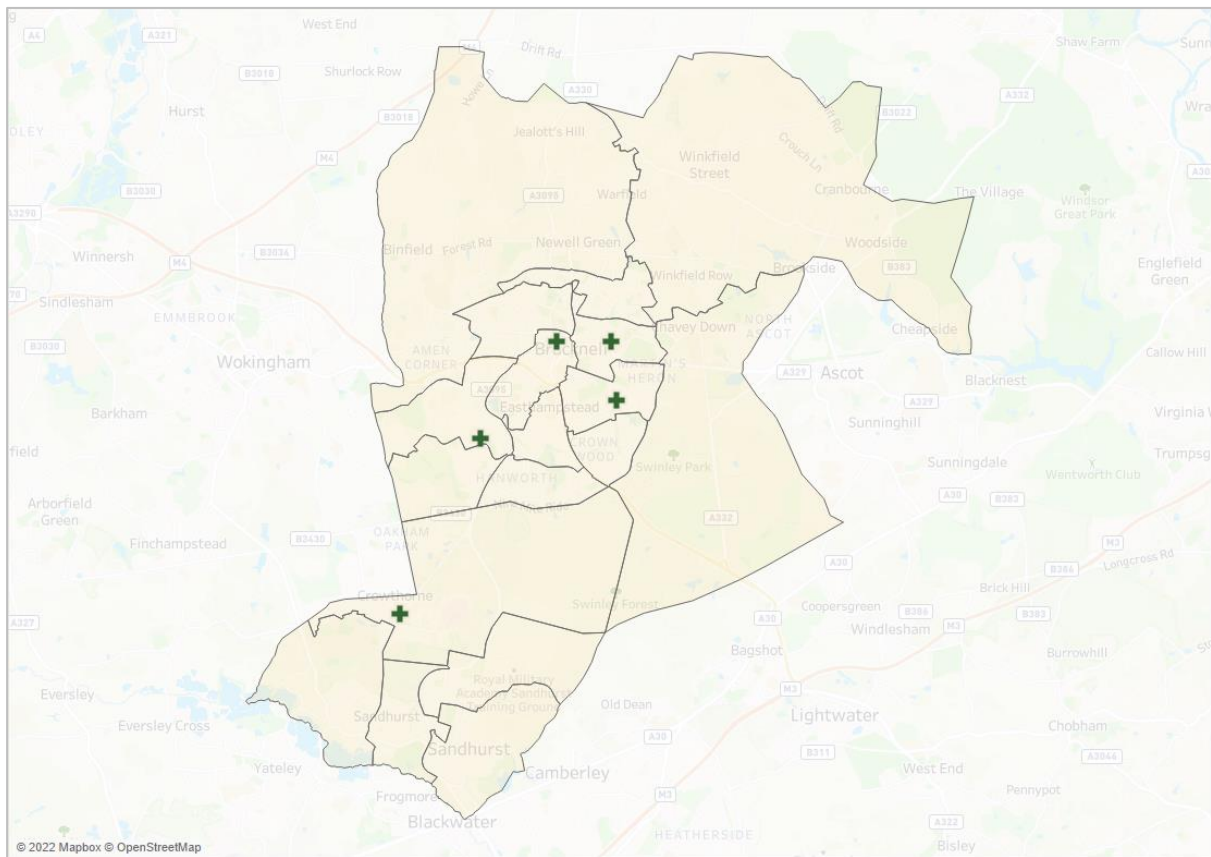 West End
Drift Rd
Shaw Farm
A4
A321
M4
B3018
Shurlock Row
A330
A332
Hurst
B3018
B3022
Jealott's Hill
M4
Winkfield
Street
Crouch Ln
B3030
Warfield
Cranbourne
The Village
Windsor
Great Park
A3095
Binfield
Forest Rd
Newell Green
Woodside
Winnersh
B3034
M4
Winkfield Row
Brookside
B383
Englefield
Green
Sindlesham
EMMBROOK
NORTH
ASCOT
Cheapside
B3030
Wokingham
AMEN
CORNER
Bracknell
MARTIN'S
HERON
Callow Hill
A329
Ascot
Blacknest
A3095
Easthampstead
A329
Barkham
Sunninghill
CROWN
WOOD
Swinley Park
Sunningdale
Wentworth Club
HANWORTH
Arborfield
Green
A30
B383
A322
OAKHAM
PARK
Finchampstead
B3430
M3
A30
B386
Longcross Rd
Brick Hill
Crowthorne
Swinley Forest
Coopersgreen
B386
A327
A30
Windlesham
M3
Bagshot
Burrowhill
Royal Military
Academy Sandhurst
Training Ground
M3
Eversley
Old Dean
Sandhurst
Lightwater
Eversley Cross
Chobham
A30
Sandhurst
B311
A3046
Yateley
Camberley
West End
Frogmore
M3
Pennypot
Blackwater
A322
HEATHERSIDE
Bisley
© 2022 Mapbox © OpenStreetMap